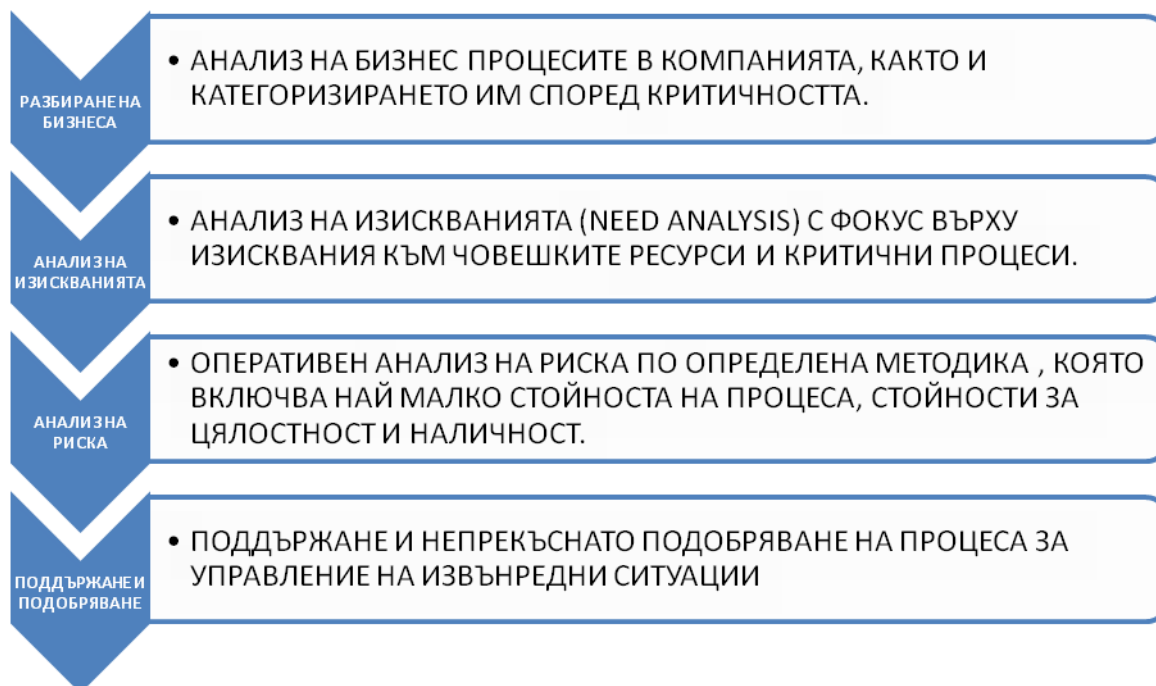 РАЗБИРАНЕ НА
БИЗНЕСА
• АНАЛИЗ НА БИЗНЕС ПРОЦЕСИТЕ В КОМПАНИЯТА, КАКТО И
КАТЕГОРИЗИРАНЕТО ИМ СПОРЕД КРИТИЧНОСТТА.
АНАЛИЗ НА
ИЗИСКВАНИЯТА
• АНАЛИЗ НА ИЗИСКВАНИЯТА (NEED ANALYSIS) С ФОКУС ВЪРХУ
ИЗИСКВАНИЯ КЪМ ЧОВЕШКИТЕ РЕСУРСИ И КРИТИЧНИ ПРОЦЕСИ.
АНАЛИЗ НА
РИСКА
• ОПЕРАТИВЕН АНАЛИЗ НА РИСКА ПО ОПРЕДЕЛЕНА МЕТОДИКА , КОЯТО
ВКЛЮЧВА НАЙ МАЛКО СТОЙНОСТА НА ПРОЦЕСА, СТОЙНОСТИ ЗА
ЦЯЛОСТНОСТ И НАЛИЧНОСТ.
ПОДДЪРЖАНЕ И
ПОДОБРЯВАНЕ
• ПОДДЪРЖАНЕ И НЕПРЕКЪСНАТО ПОДОБРЯВАНЕ НА ПРОЦЕСА ЗА
УПРАВЛЕНИЕ НА ИЗВЪНРЕДНИ СИТУАЦИИ